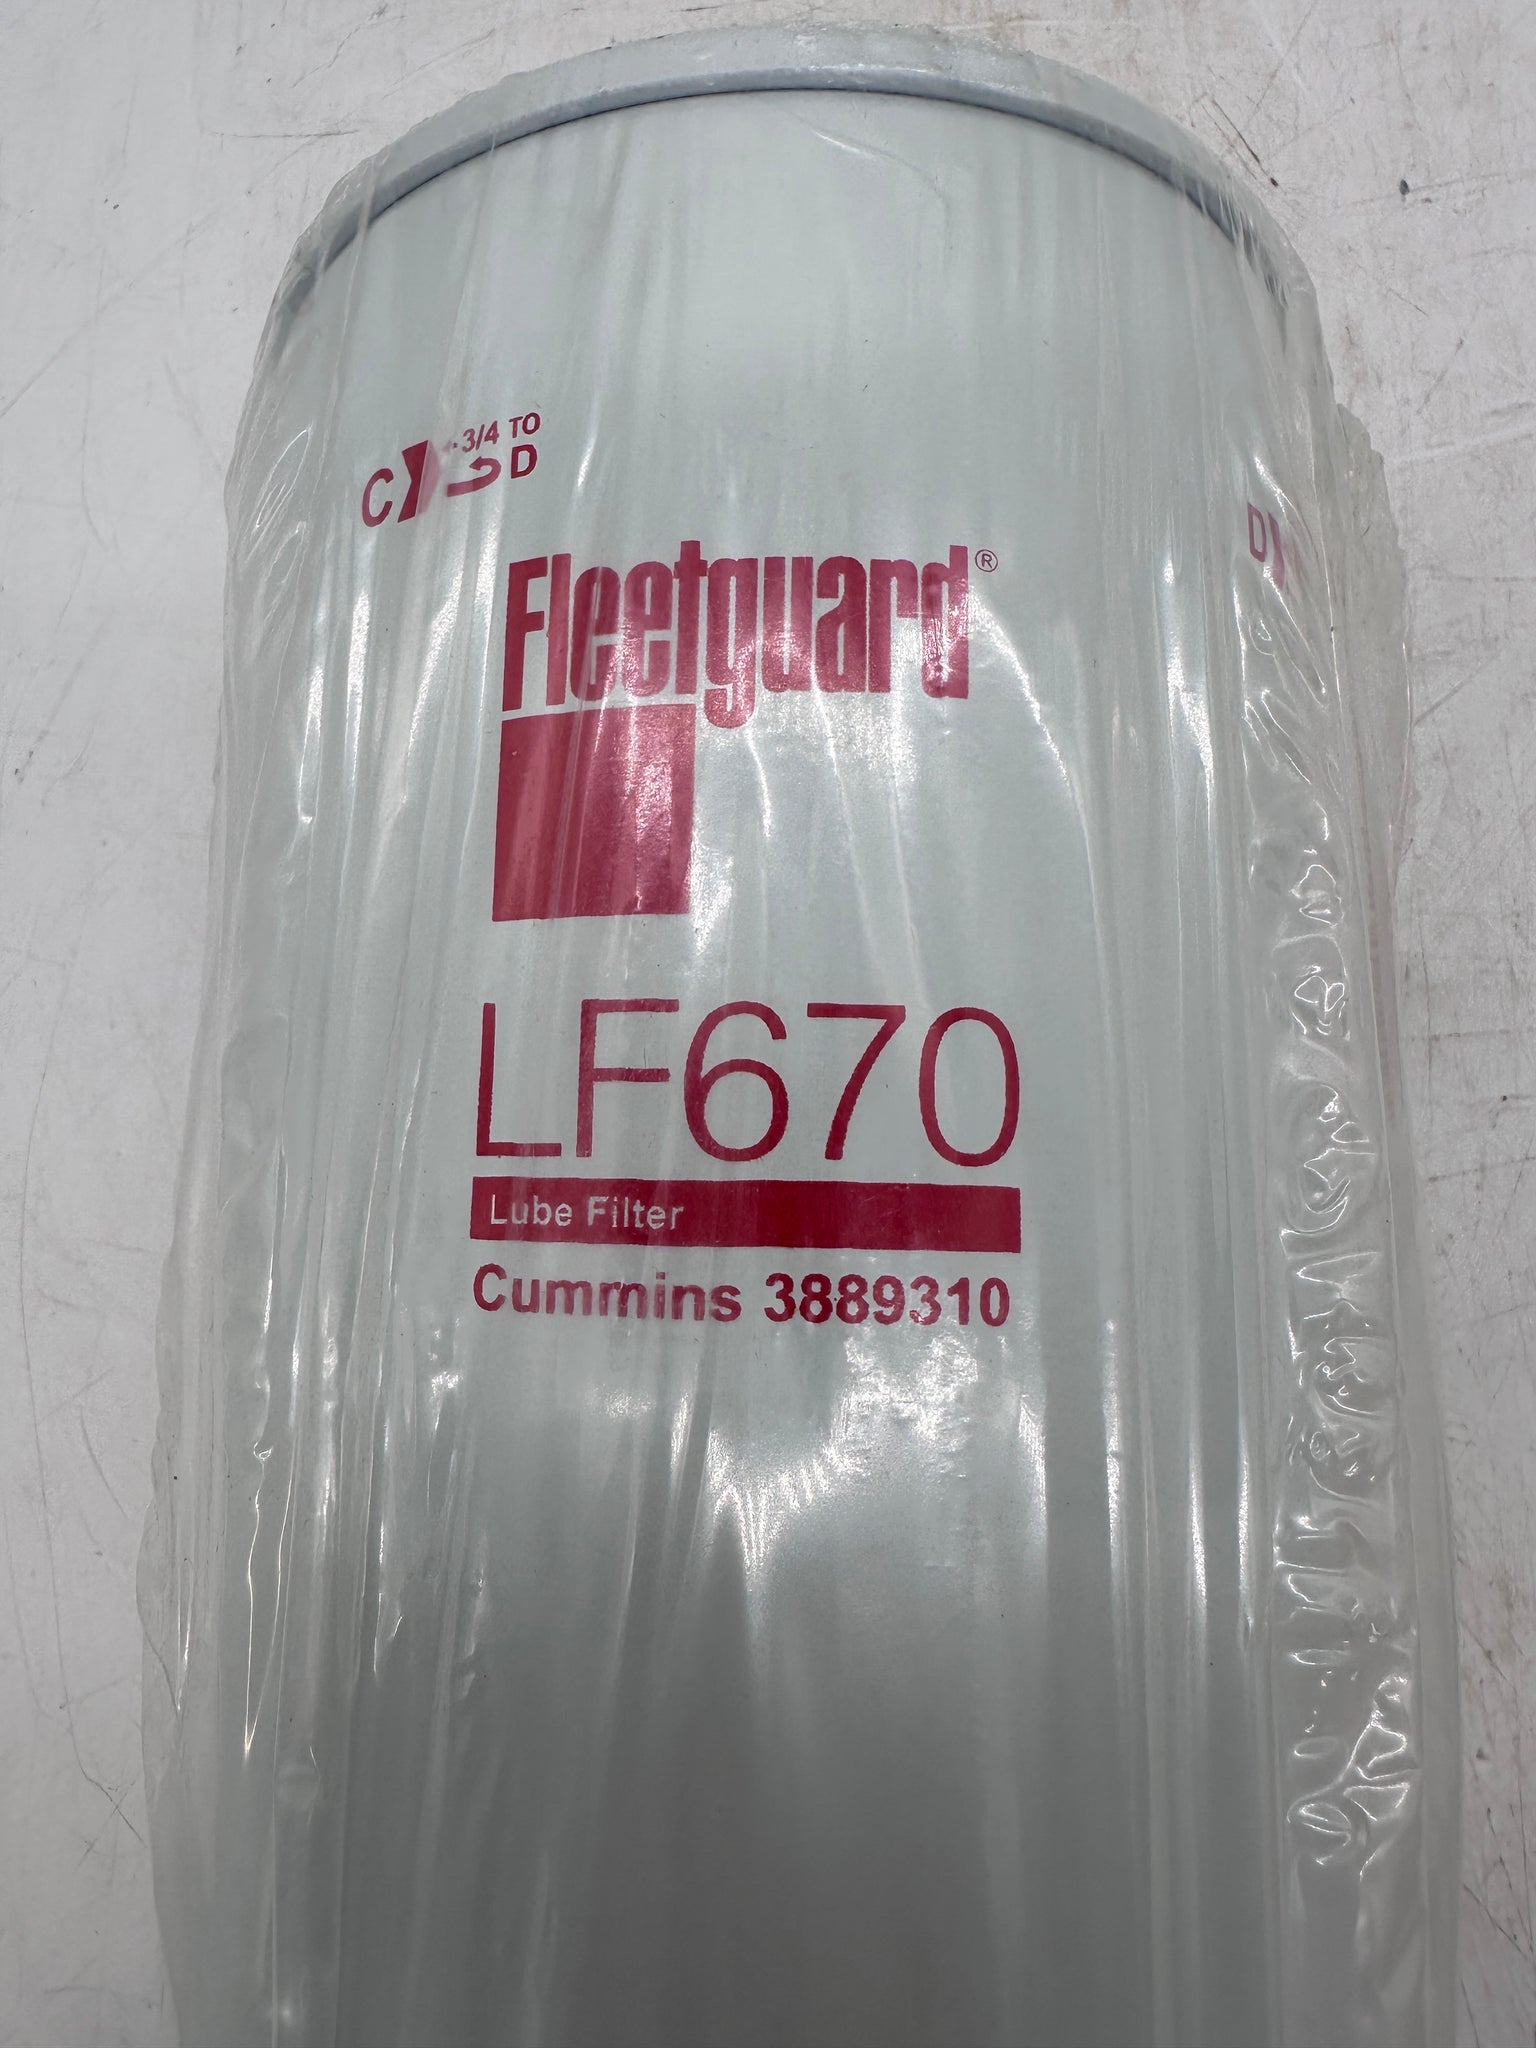 3/4 TO
C D
D
Fleetguard®
LF670
Lube Filter
Cummins 3889310